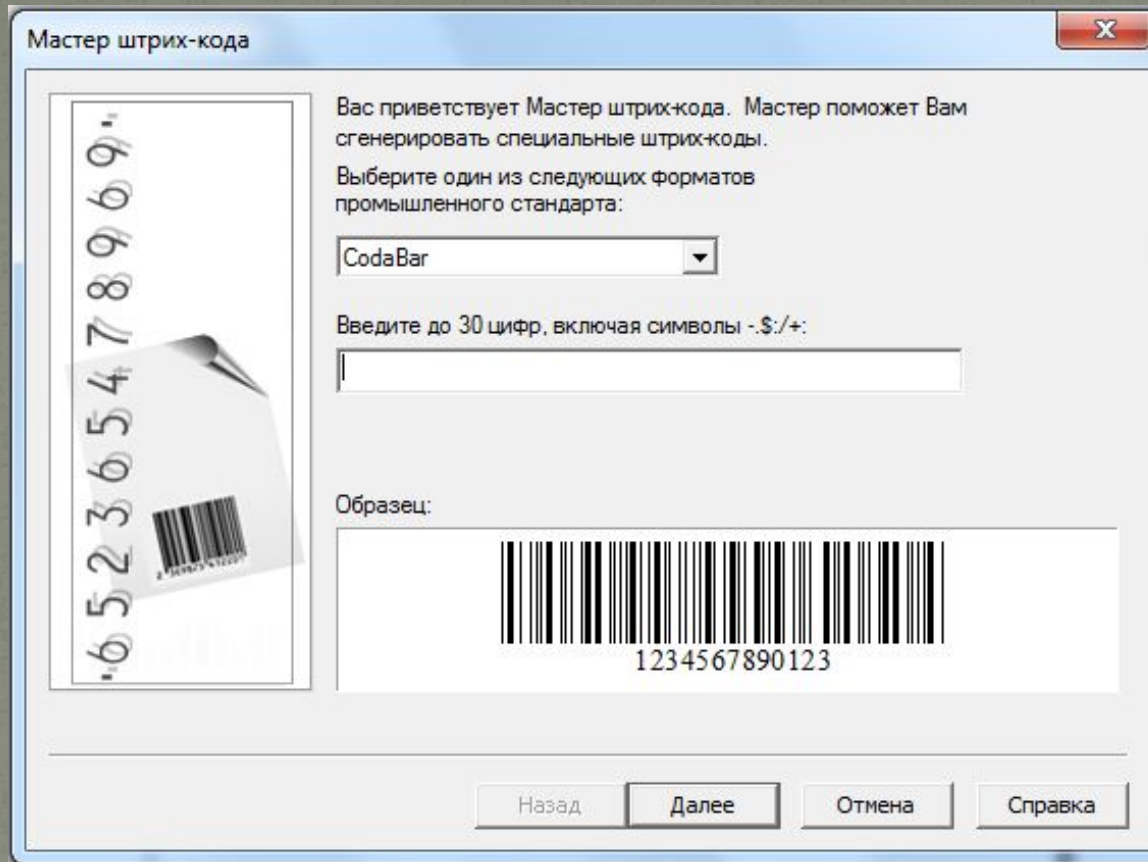 Мастер штрих-кода
Вас приветствует Мастер штрих-кода. Мастер поможет Вам
сгенерировать специальные штрих-коды.
Выберите один из следующих форматов
промышленного стандарта:
CodaBar
Введите до 30 цифр, включая символы -.$:/+:
Образец:
1234567890123
Назад
Далее
Отмена
Справка